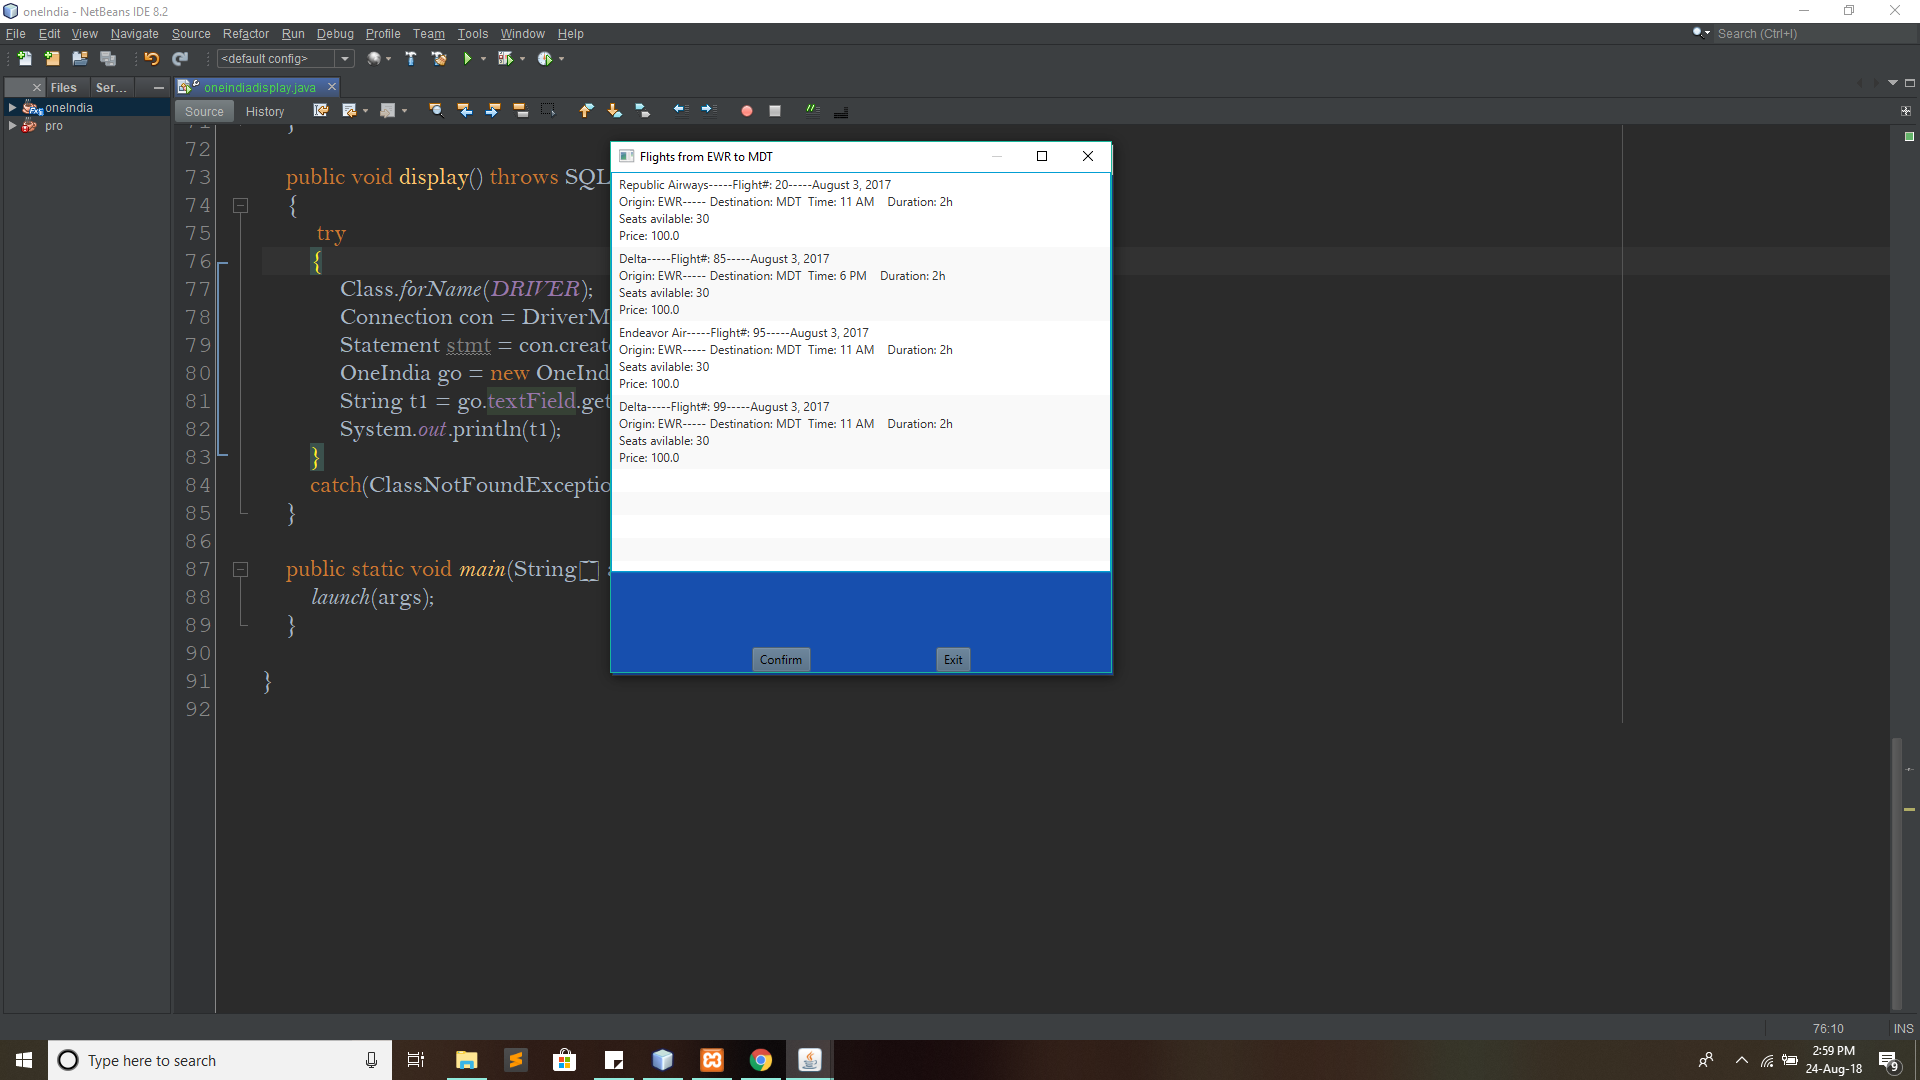 oneIndia - NetBeans IDE 8.2
File Edit View Navigate Source Refactor Run Debug Profile Team Tools Window Help
Search (Ctrl+I)
<default config>
Files Ser...
oneindiadisplay.java
oneIndia
pro
Source History
72
73 public void display() throws SQL
74 {
75 try
76 {
77 Class.forName(DRIVER);
78 Connection con = DriverM
79 Statement stmt = con.create
80 OneIndia go = new OneInd
81 String t1 = go.textField.get
82 System.out.println(t1);
83 }
84 catch(ClassNotFoundExceptio
85 }
86
87 public static void main(String[]
88 launch(args);
89 }
90
91 }
92
Flights from EWR to MDT
Republic Airways-----Flight#: 20-----August 3, 2017
Origin: EWR----- Destination: MDT Time: 11 AM Duration: 2h
Seats avilable: 30
Price: 100.0
Delta-----Flight#: 85-----August 3, 2017
Origin: EWR----- Destination: MDT Time: 6 PM Duration: 2h
Seats avilable: 30
Price: 100.0
Endeavor Air-----Flight#: 95-----August 3, 2017
Origin: EWR----- Destination: MDT Time: 11 AM Duration: 2h
Seats avilable: 30
Price: 100.0
Delta-----Flight#: 99-----August 3, 2017
Origin: EWR----- Destination: MDT Time: 11 AM Duration: 2h
Seats avilable: 30
Price: 100.0
Confirm Exit
76:10 INS
Type here to search
2:59 PM
24-Aug-18
9